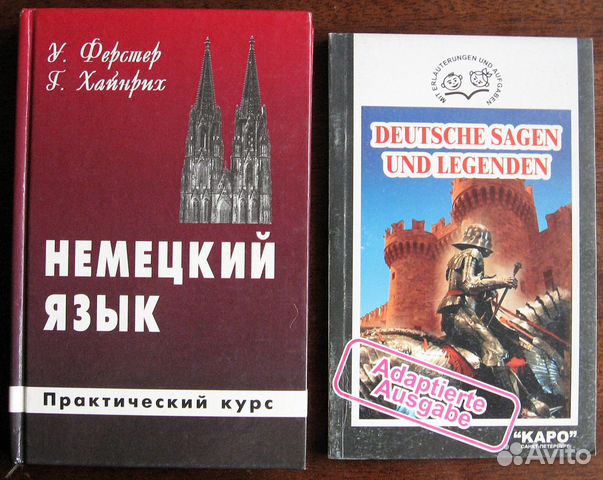 У. Ферстер
Г. Хайнрих
НЕМЕЦКИЙ
ЯЗЫК
Практический курс
MIT ERLÄUTERUNGEN UND AUFGABEN
DEUTSCHE SAGEN
UND LEGENDEN
Adaptierte
Ausgabe
"КАРО"
САНКТ-ПЕТЕРБУРГ
Avito